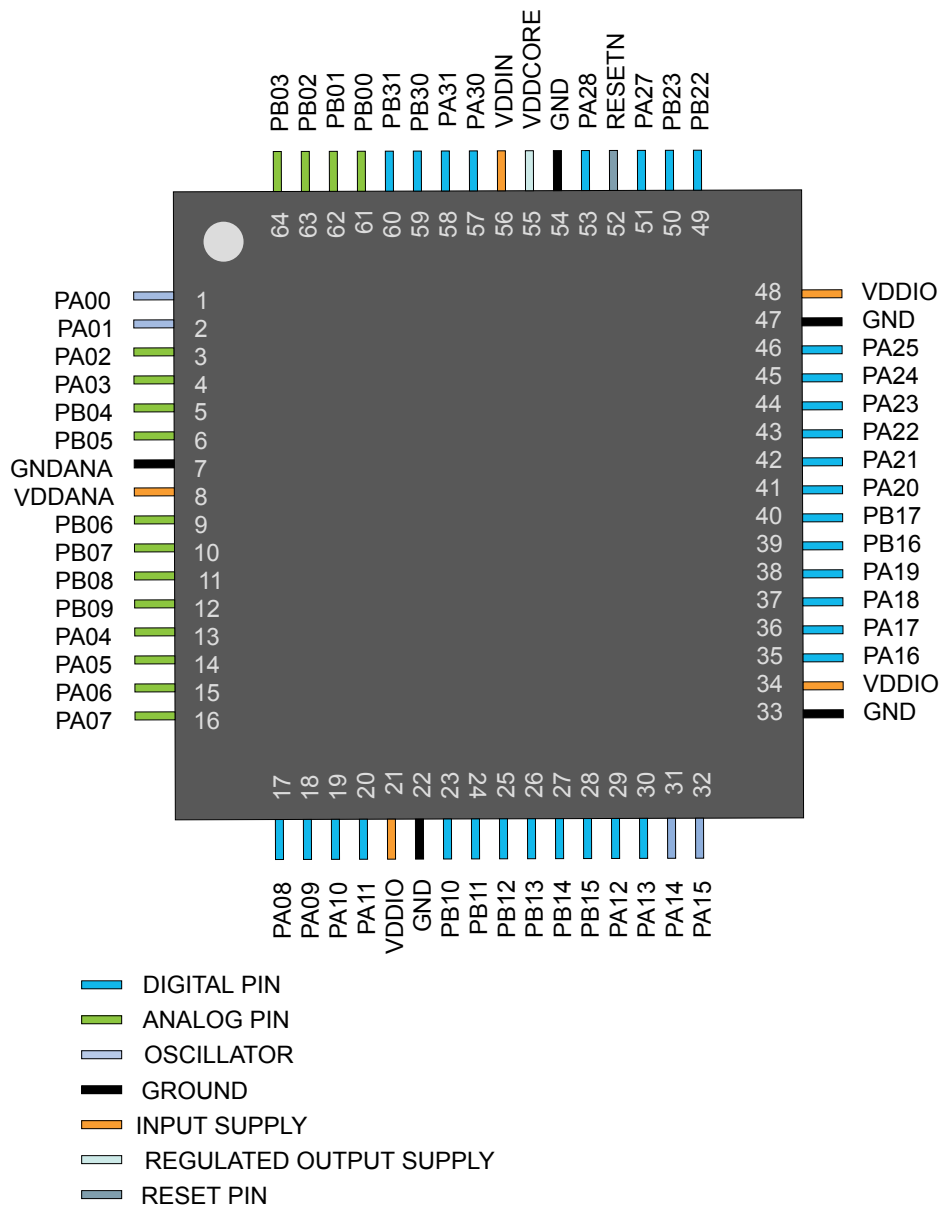 PB03
PB02
PB01
PB00
PB31
PB30
PA31
PA30
VDDIN
VDDCORE
GND
PA28
RESETN
PA27
PB23
PB22
64
63
62
61
60
59
58
57
56
55
54
53
52
51
50
49
PA00 1
PA01 2
PA02 3
PA03 4
PB04 5
PB05 6
GNDANA 7
VDDANA 8
PB06 9
PB07 10
PB08 11
PB09 12
PA04 13
PA05 14
PA06 15
PA07 16
48 VDDIO
47 GND
46 PA25
45 PA24
44 PA23
43 PA22
42 PA21
41 PA20
40 PB17
39 PB16
38 PA19
37 PA18
36 PA17
35 PA16
34 VDDIO
33 GND
17
18
19
20
21
22
23
24
25
26
27
28
29
30
31
32
PA08
PA09
PA10
PA11
VDDIO
GND
PB10
PB11
PB12
PB13
PB14
PB15
PA12
PA13
PA14
PA15
DIGITAL PIN
ANALOG PIN
OSCILLATOR
GROUND
INPUT SUPPLY
REGULATED OUTPUT SUPPLY
RESET PIN